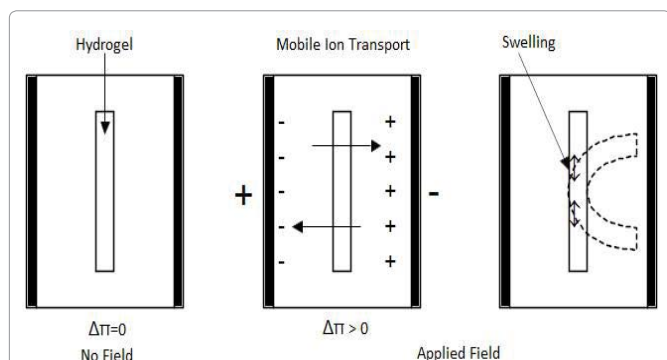 Hydrogel
Mobile Ion Transport
Swelling
- +
- +
+ - + -
- +
- +
Δπ=0
Δπ > 0
No Field
Applied Field